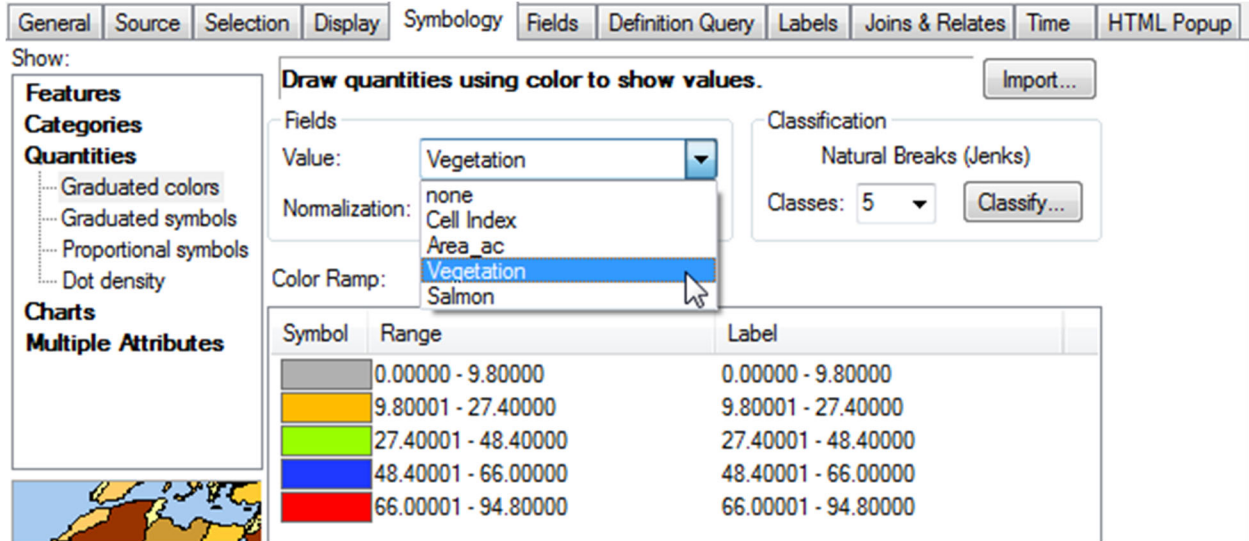 General Source Selection Display Symbology Fields Definition Query Labels Joins & Relates Time HTML Popup
Show:
Features
Categories
Quantities
Graduated colors
Graduated symbols
Proportional symbols
Dot density
Charts
Multiple Attributes
Draw quantities using color to show values.
Import...
Fields
Value: Vegetation
none
Normalization:
Cell Index
Area_ac
Vegetation
Salmon
Color Ramp:
Classification
Natural Breaks (Jenks)
Classes: 5 Classify...
Symbol Range Label
0.00000 - 9.80000 0.00000 - 9.80000
9.80001 - 27.40000 9.80001 - 27.40000
27.40001 - 48.40000 27.40001 - 48.40000
48.40001 - 66.00000 48.40001 - 66.00000
66.00001 - 94.80000 66.00001 - 94.80000